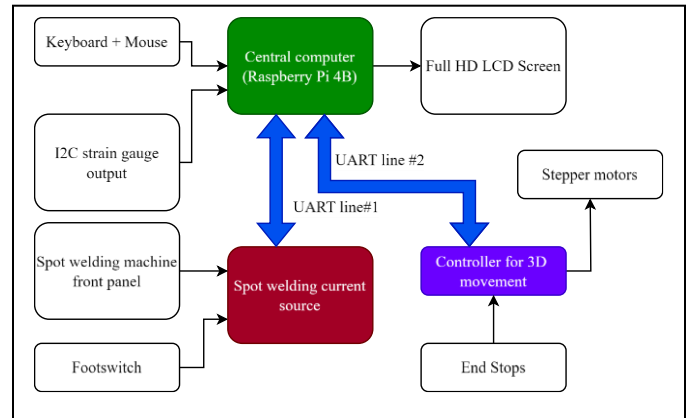 Keyboard + Mouse
Central computer
(Raspberry Pi 4B)
Full HD LCD Screen
I2C strain gauge
output
UART line #2
Stepper motors
UART line#1
Spot welding machine
front panel
Spot welding current
source
Controller for 3D
movement
Footswitch
End Stops